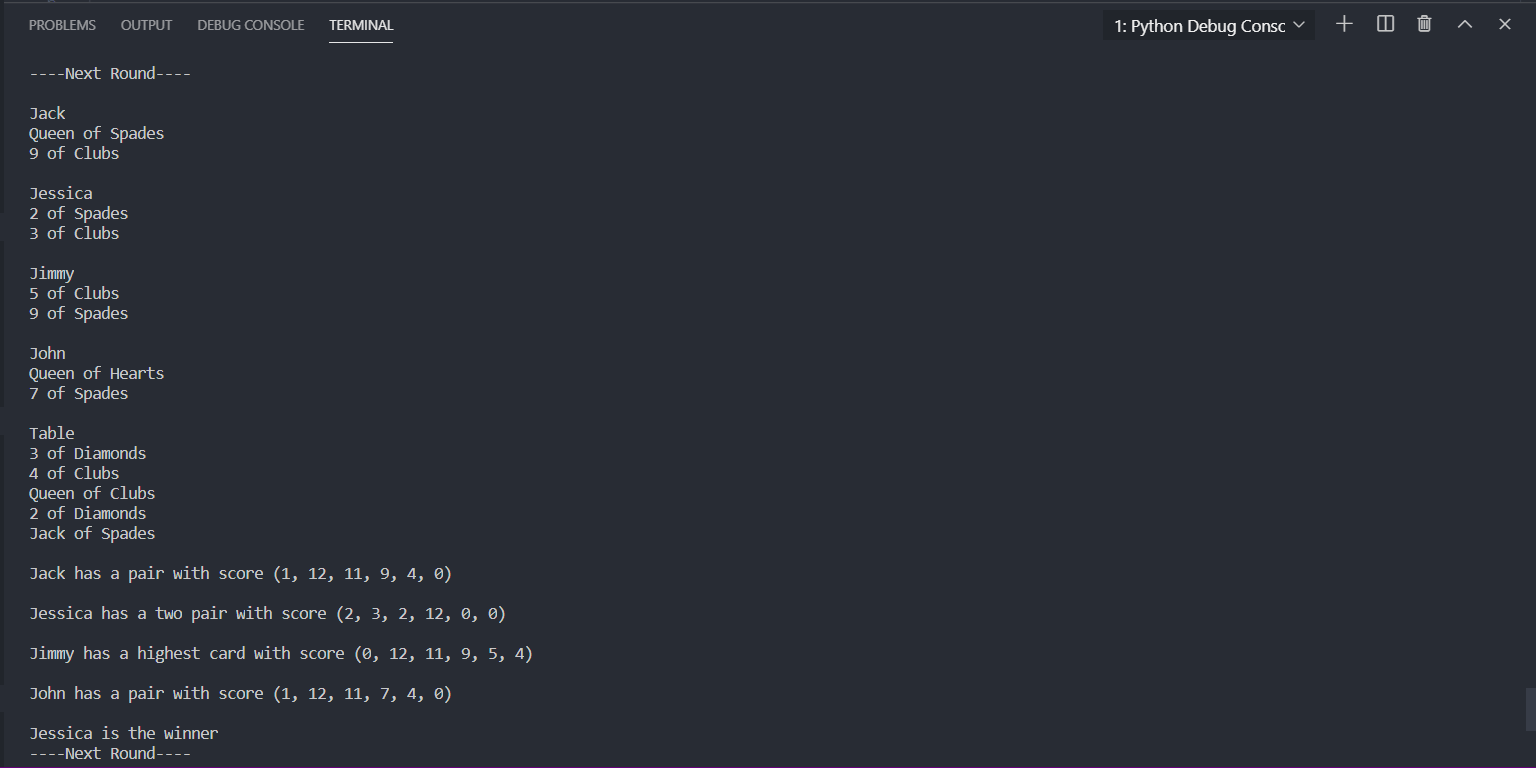 PROBLEMS OUTPUT DEBUG CONSOLE TERMINAL 1: Python Debug Consc
----Next Round----
Jack
Queen of Spades
9 of Clubs
Jessica
2 of Spades
3 of Clubs
Jimmy
5 of Clubs
9 of Spades
John
Queen of Hearts
7 of Spades
Table
3 of Diamonds
4 of Clubs
Queen of Clubs
2 of Diamonds
Jack of Spades
Jack has a pair with score (1, 12, 11, 9, 4, 0)
Jessica has a two pair with score (2, 3, 2, 12, 0, 0)
Jimmy has a highest card with score (0, 12, 11, 9, 5, 4)
John has a pair with score (1, 12, 11, 7, 4, 0)
Jessica is the winner
----Next Round----